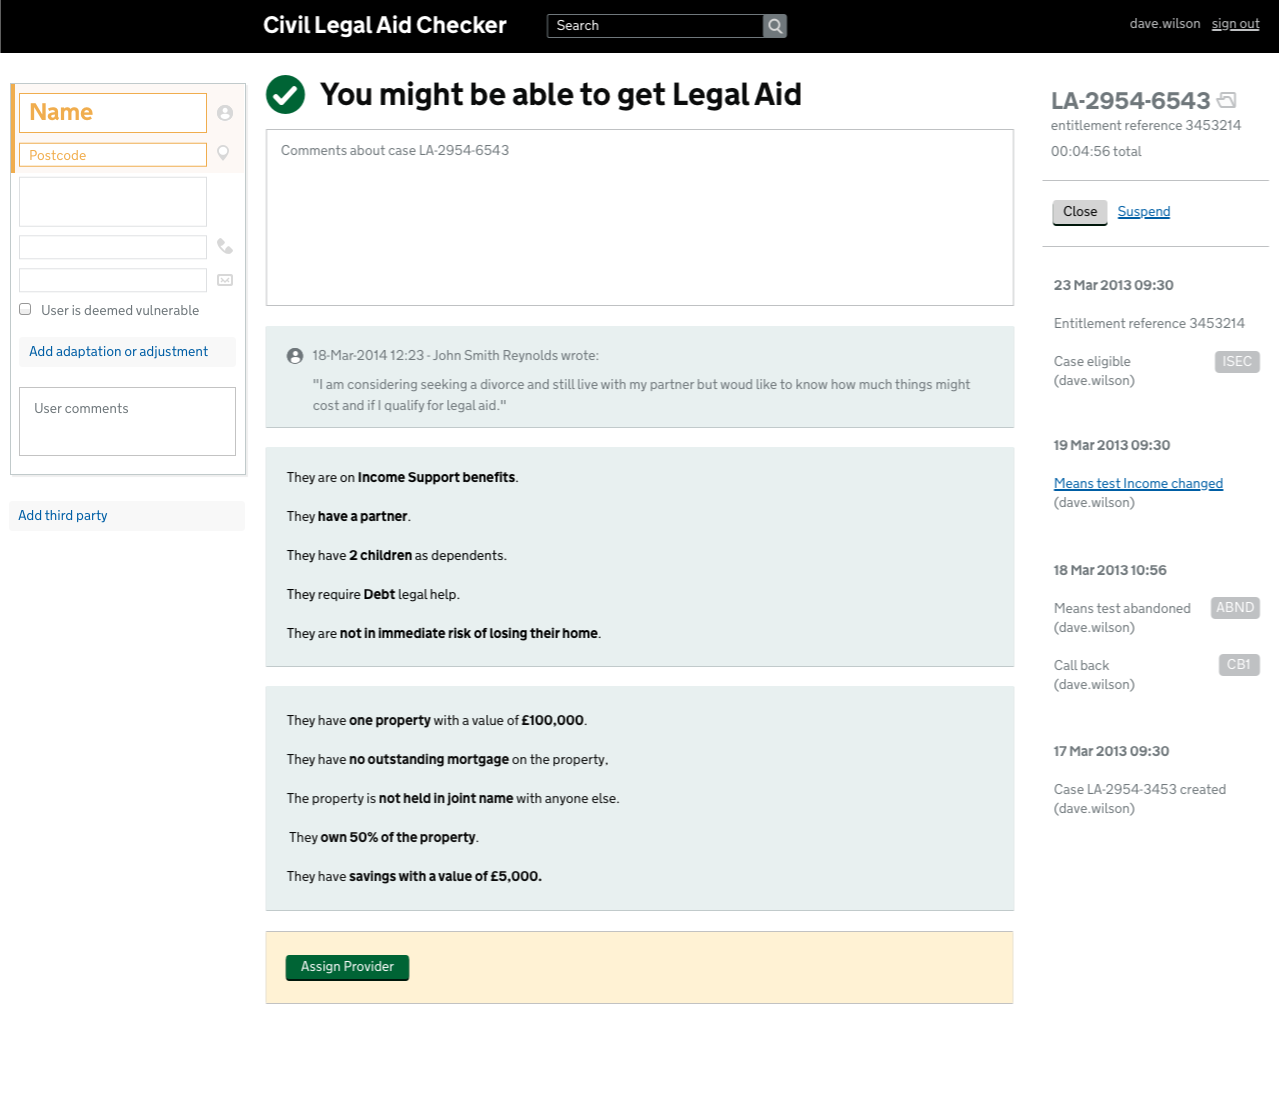 Civil Legal Aid Checker
Search
dave.wilson sign out
Name
Postcode
User is deemed vulnerable
Add adaptation or adjustment
User comments
Add third party
You might be able to get Legal Aid
Comments about case LA-2954-6543
18-Mar-2014 12:23 - John Smith Reynolds wrote:
"I am considering seeking a divorce and still live with my partner but woud like to know how much things might
cost and if I qualify for legal aid."
They are on Income Support benefits.
They have a partner.
They have 2 children as dependents.
They require Debt legal help.
They are not in immediate risk of losing their home.
They have one property with a value of £100,000.
They have no outstanding mortgage on the property,
The property is not held in joint name with anyone else.
They own 50% of the property.
They have savings with a value of £5,000.
Assign Provider
LA-2954-6543
entitlement reference 3453214
00:04:56 total
Close Suspend
23 Mar 2013 09:30
Entitlement reference 3453214
Case eligible ISEC
(dave.wilson)
19 Mar 2013 09:30
Means test Income changed
(dave.wilson)
18 Mar 2013 10:56
Means test abandoned ABND
(dave.wilson)
Call back CB1
(dave.wilson)
17 Mar 2013 09:30
Case LA-2954-3453 created
(dave.wilson)